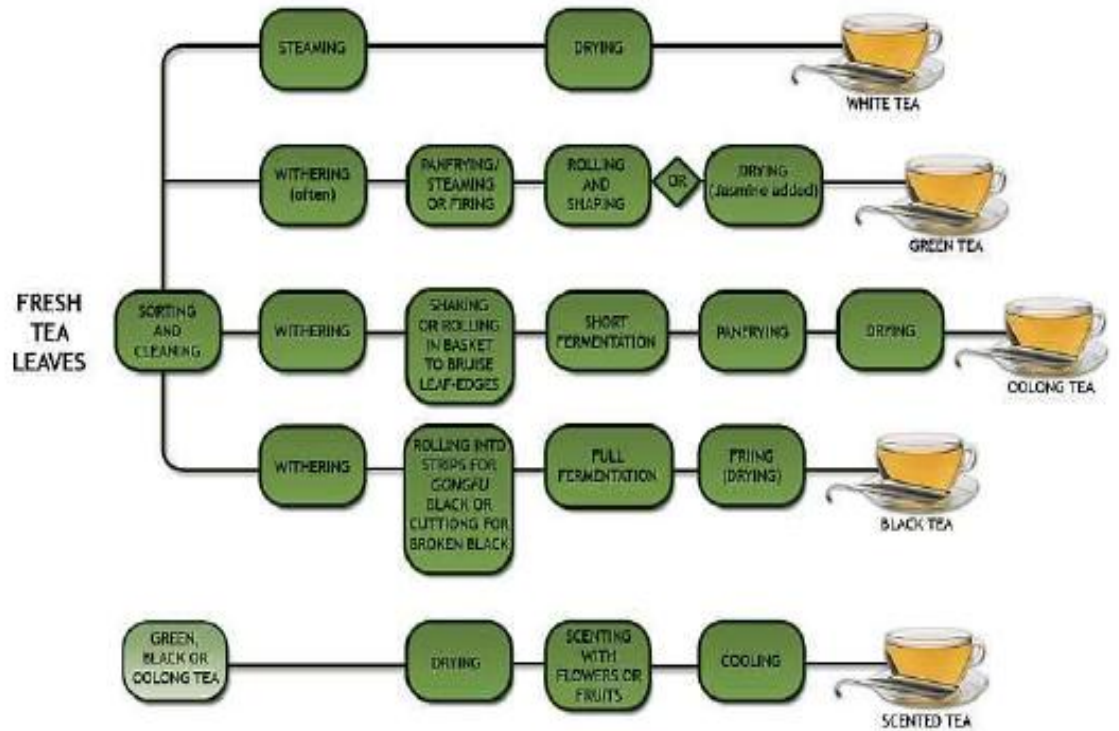 STEAMING
DRYING
WHITE TEA
WITHERING
(often)
PANFRYING/
STEAMING
OR FIRING
ROLLING
AND
SHAPING
OR
DRYING
(Jasmine added)
GREEN TEA
FRESH
TEA
LEAVES
SORTING
AND
CLEANING
WITHERING
SHAKING
OR ROLLING
IN BASKET
TO BRUISE
LEAF-EDGES
SHORT
FERMENTATION
PANFRYING
DRYING
OOLONG TEA
WITHERING
ROLLING INTO
STRIPS FOR
GONGFU
BLACK OR
CUTTIONG FOR
BROKEN BLACK
FULL
FERMENTATION
FRIING
(DRYING)
BLACK TEA
GREEN,
BLACK OR
OOLONG TEA
DRYING
SCENTING
WITH
FLOWERS OR
FRUITS
COOLING
SCENTED TEA